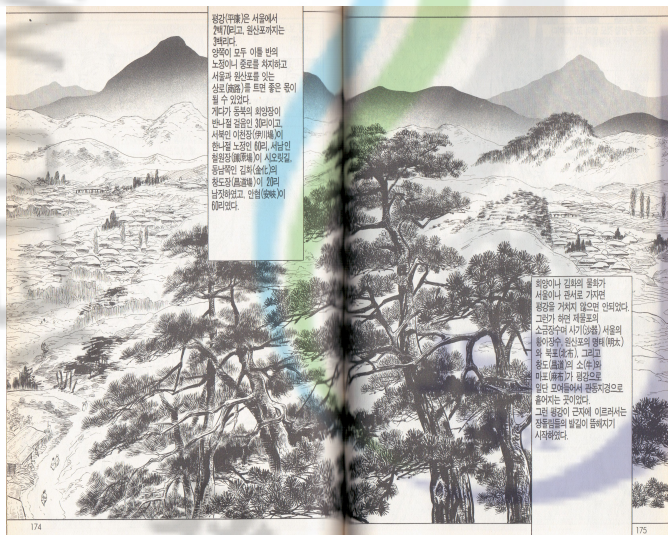 평강(平康)은 서울에서
2백70리고, 원산포까지는
3백리다.
양쪽이 모두 이틀 반의
노정이니 중로를 차지하고
서울과 원산포를 잇는
상로(商路)를 트면 좋은 목이
될 수 있었다.
게다가 동북의 회양장이
반나절 걸음인 30리이고,
서북인 이천장(伊川場)이
한나절 노정인 60리, 서남인
철원장(鐵原場)이 시오릿길,
동남쪽인 김화(金化)의
창도장(昌道場)이 20리
남짓하였고, 안협(安峽)이
60리였다.
회양이나 김화의 물화가
서울이나 관서로 가자면
평강을 거치지 않으면 안되었다.
그런가 하면 제물포의
소금장수며 사기(沙器) 서울의
황아장수, 원산포의 명태(明太)
와 북포(北布), 그리고
창도(昌道)의 소(牛)와
마포(麻布)가 평강으로
일단 모여들어서 관동지경으로
흩어지는 곳이었다.
그런 평강이 근자에 이르러서는
장돌림들의 발길이 뜸해지기
시작하였다.
174
175